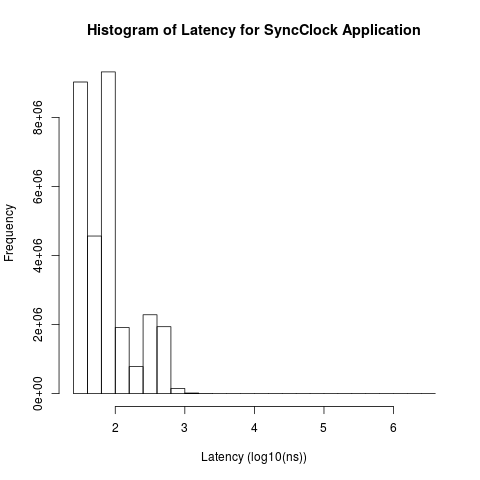 Histogram of Latency for SyncClock Application
Frequency
8e+06
6e+06
4e+06
2e+06
0e+00
2 3 4 5 6
Latency (log10(ns))